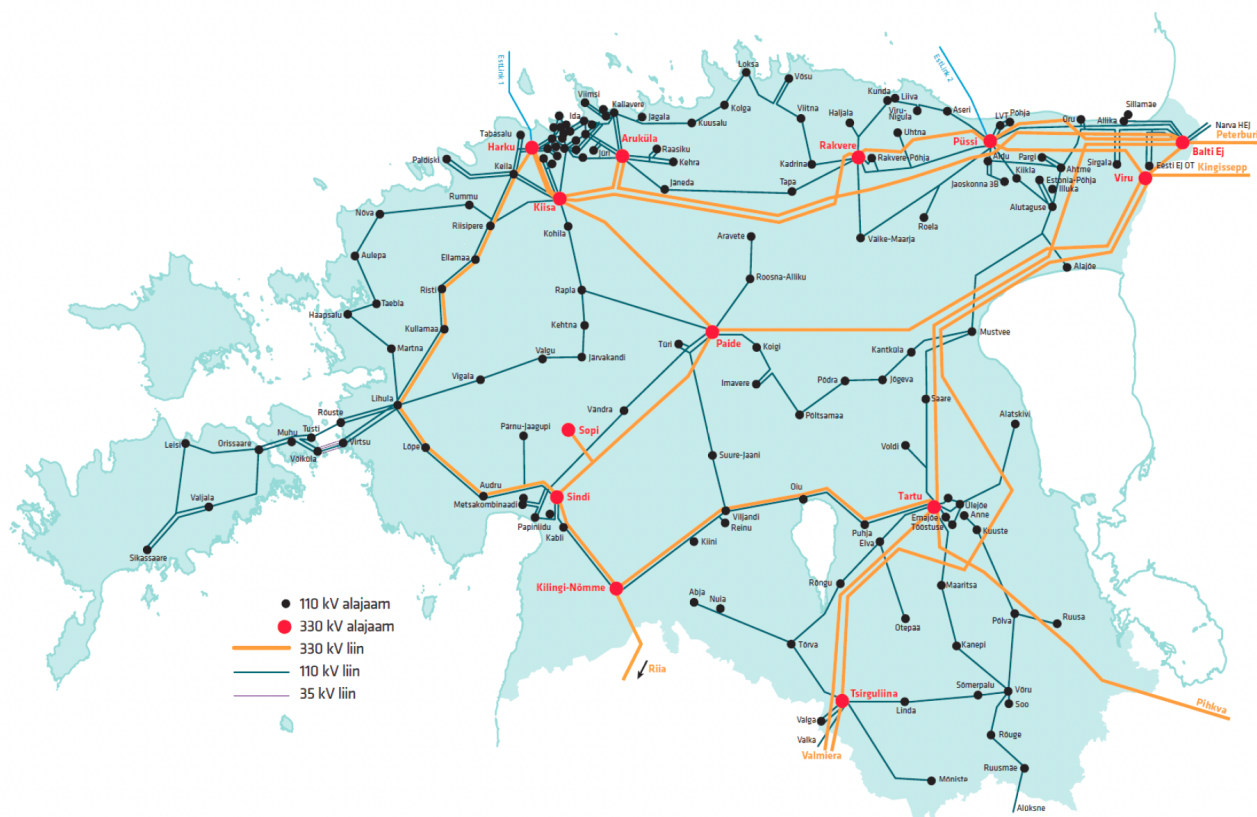 EstLink 1
EstLink 2
Loksa
Võsu
Viimsi
Kallavere
Ida
Jägala
Kolga
Kuusalu
Viitna
Haljala
Kunda
Liiva
Viru-
Nigula
Aseri
LVT
Põhja
Oru
Allika
Sillamäe
Narva HEJ
Peterburi
Tabasalu
Harku
Aruküla
Jüri
Raasiku
Kehra
Rakvere
Uhtna
Rakvere-Põhja
Püssi
Balti Ej
Paldiski
Keila
Kadrina
Aidu
Pargi
Kiikla
Ahtme
Sirgala
Eesti EJ OT
Kingissepp
Viru
Janeda
Tapa
Jaoskonna 3B
Estonia-Põhja
Illuka
Rummu
Kiisa
Alutaguse
Nõva
Riisipere
Kohila
Roela
Väike-Maarja
Aravete
Aulepa
Ellamaa
Alajõe
Roosna-Alliku
Risti
Rapla
Taebla
Haapsalu
Kullamaa
Kehtna
Mustvee
Paide
Türi
Koigi
Martna
Valgu
Järvakandi
Kantküla
Vigala
Imavere
Põdra
Jõgeva
Saare
Lihula
Vändra
Põltsamaa
Rõuste
Alatskivi
Tusti
Muhu
Orissaare
Leisi
Virtsu
Võiküla
Pärnu-Jaagupi
Sopi
Lõpe
Voldi
Suure-Jaani
Valjala
Audru
Metsakombinaadi
Sindi
Oiu
Tartu
Ülejõe
Anne
Papiniidu
Viljandi
Reinu
Emajõe
Tööstuse
Kuuste
Puhja
Kabli
Kiini
Elva
Sikassaare
Kilingi-Nõmme
Rõngu
Maaritsa
Abja
Nuia
110 kV alajaam
Otepää
Põlva
Ruusa
330 kV alajaam
Tõrva
Kanepi
330 kV liin
Riia
110 kV liin
35 kV liin
Tsirguliina
Sõmerpalu
Võru
Linda
Soo
Pihkva
Valga
Valka
Rõuge
Valmiera
Ruusmäe
Mõniste
Alūksne